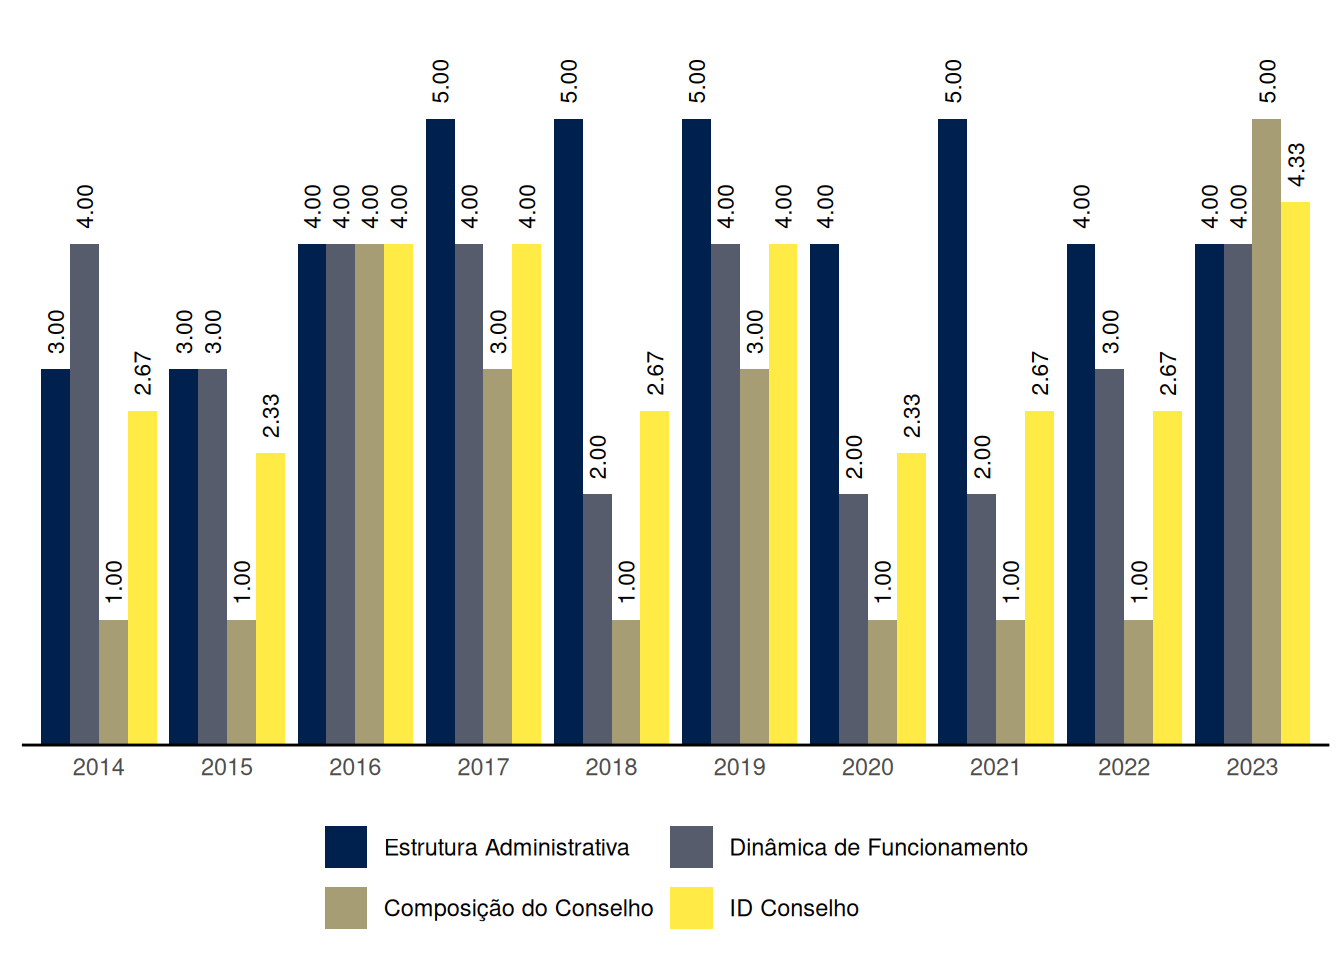 3.00 4.00 1.00 2.67
3.00 3.00 1.00 2.33
4.00 4.00 4.00 4.00
5.00 4.00 3.00 4.00
5.00 2.00 1.00 2.67
5.00 4.00 3.00 4.00
4.00 2.00 1.00 2.33
5.00 2.00 1.00 2.67
4.00 3.00 1.00 2.67
4.00 4.00 5.00 4.33
2014 2015 2016 2017 2018 2019 2020 2021 2022 2023
Estrutura Administrativa Dinâmica de Funcionamento
Composição do Conselho ID Conselho